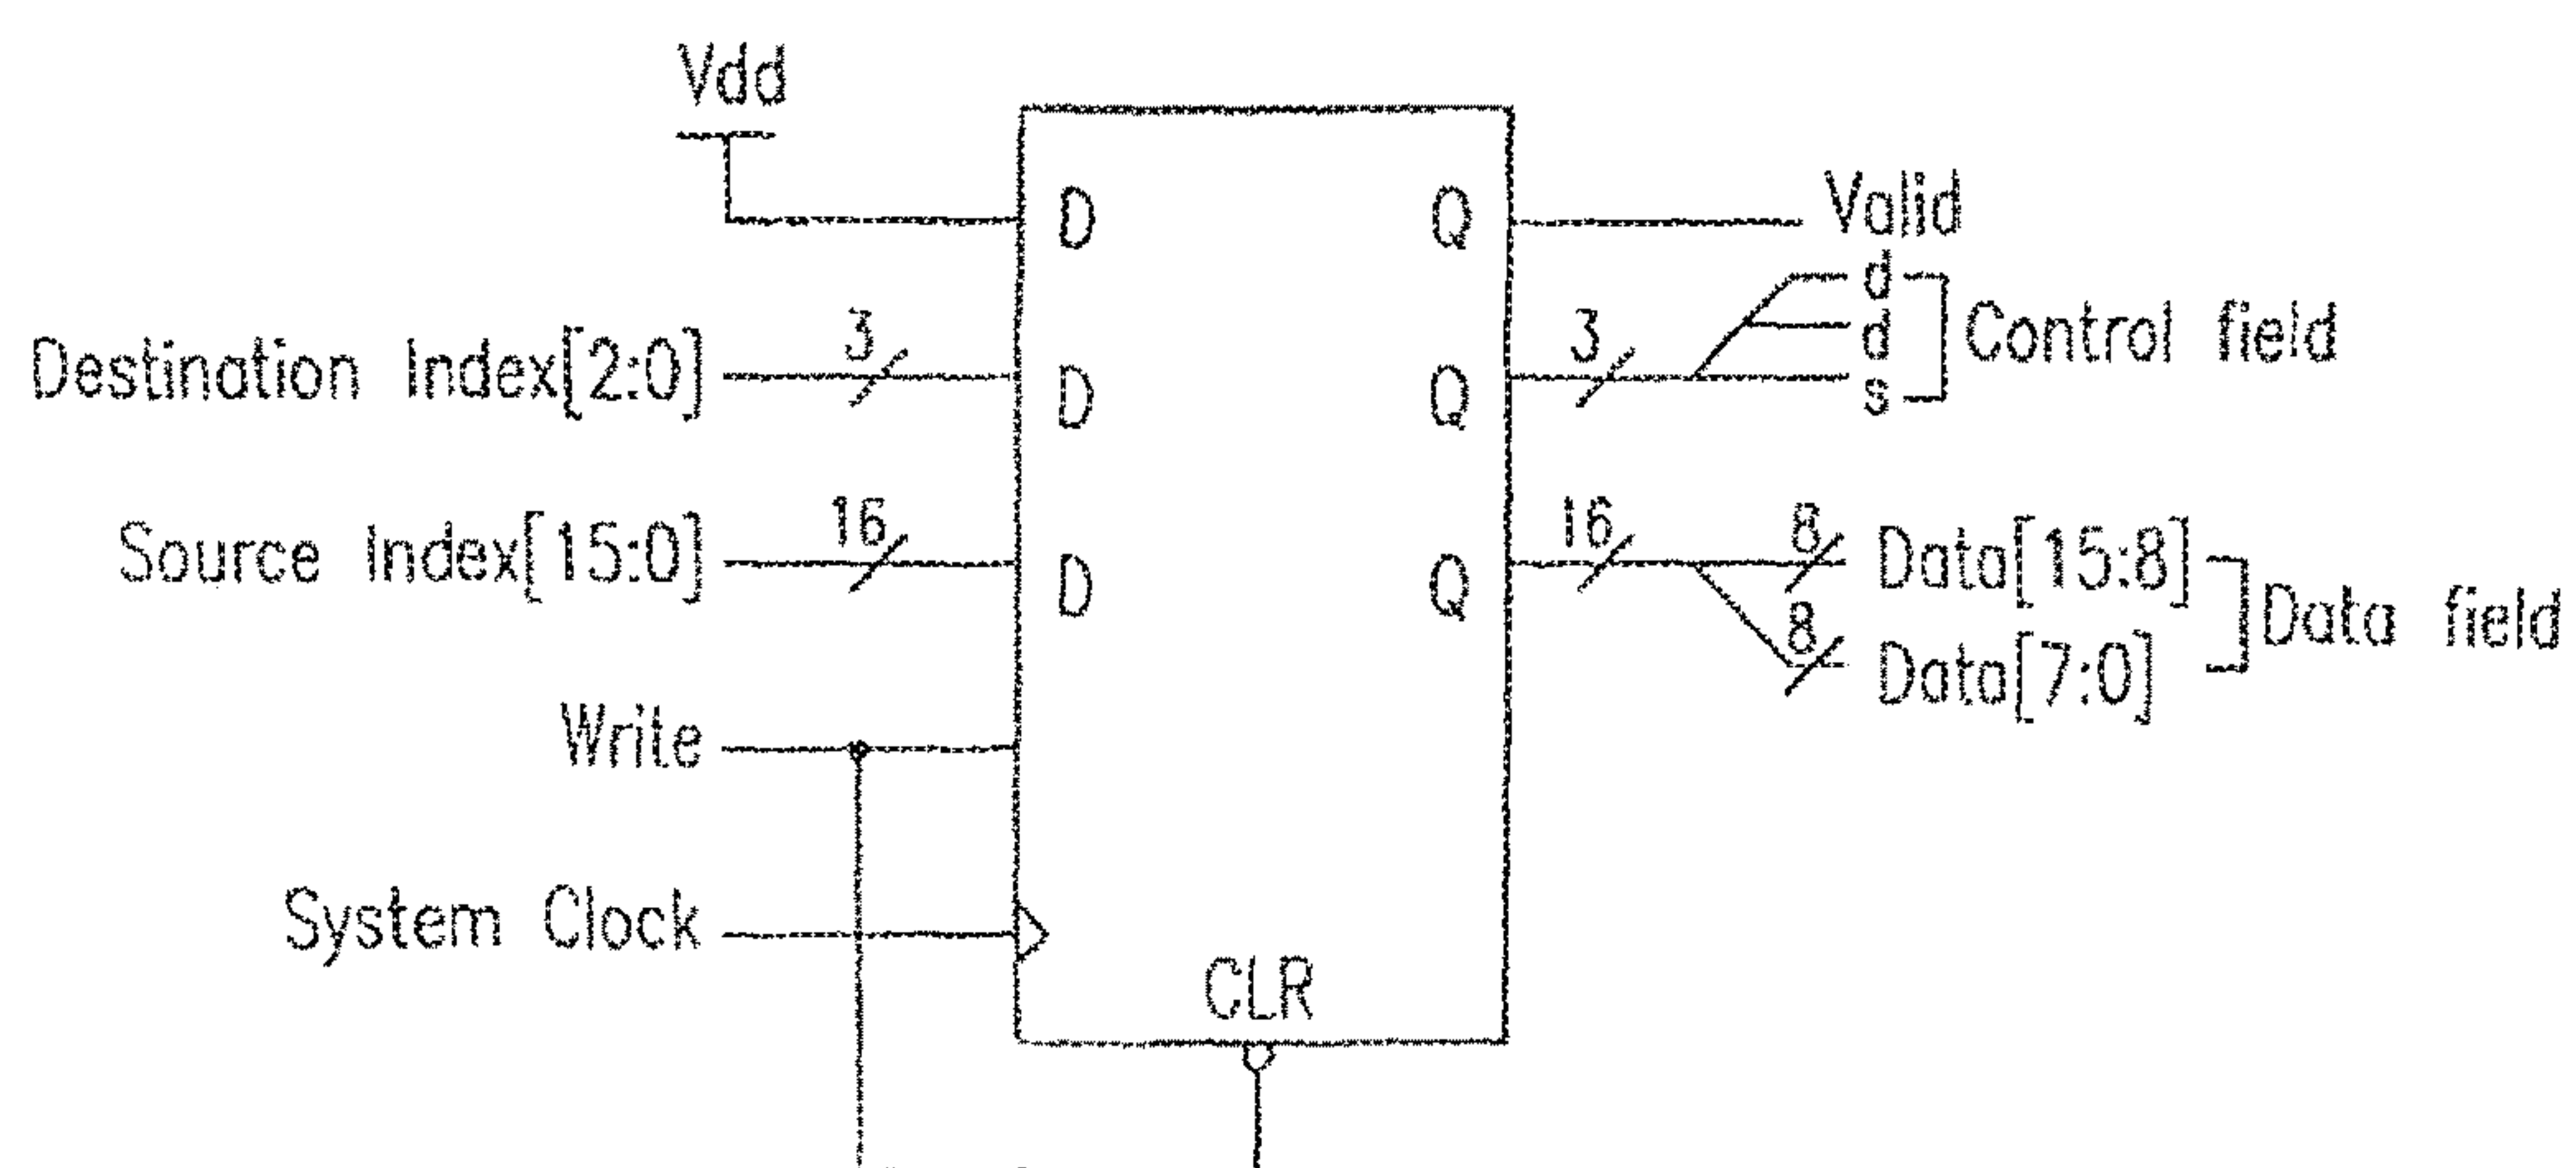 Vdd
D Q Valid
d
d
s
Control field
Destination Index[2:0] 3 D Q 3
Source Index[15:0] 16 D Q 16 8 Data[15:8]
8 Data[7:0]
Data field
Write
System Clock
CLR